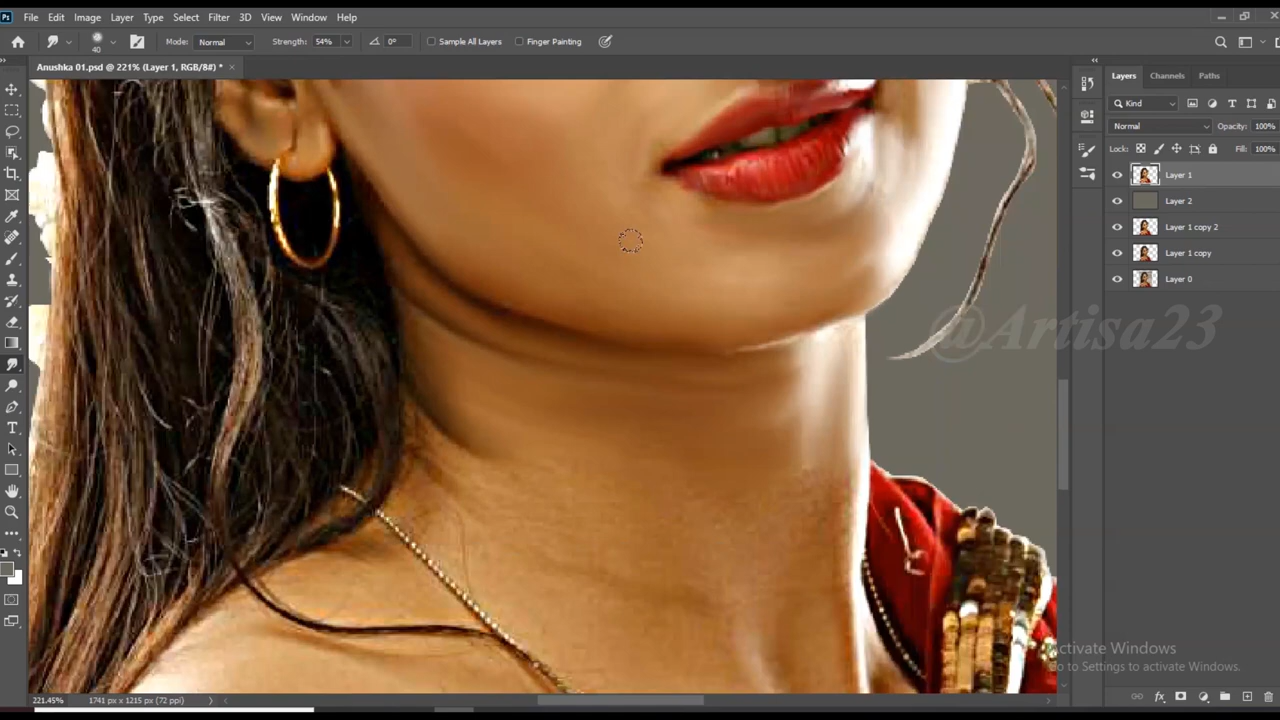 File Edit Image Layer Type Select Filter 3D View Window Help
40 Mode: Normal Strength: 54% 0° Sample All Layers Finger Painting
Anushka 01.psd @ 221% (Layer 1, RGB/8#) * ×
Layers Channels Paths
Kind
Normal Opacity: 100%
Lock: Fill: 100%
Layer 1
Layer 2
Layer 1 copy 2
Layer 1 copy
Layer 0
@Artisa23
Activate Windows
Go to Settings to activate Windows.
221.45% 1741 px x 1215 px (72 ppi)